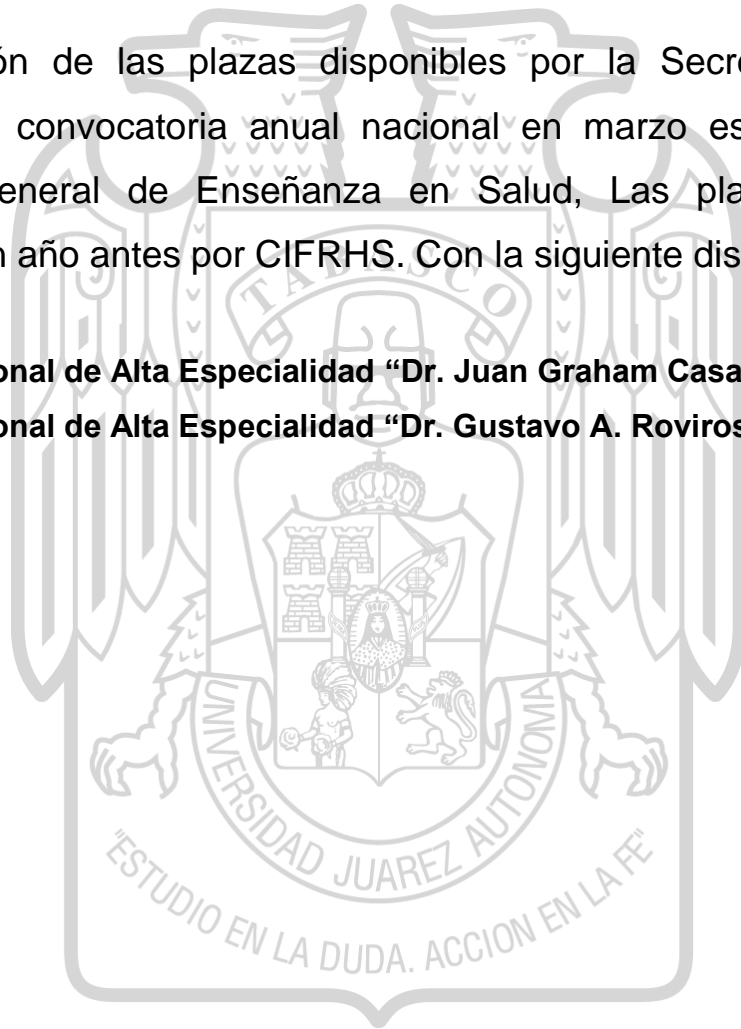 ón de las plazas disponibles por la Secre
convocatoria anual nacional en marzo es
eneral de Enseñanza en Salud, Las pla
n año antes por CIFRHS. Con la siguiente dis
onal de Alta Especialidad “Dr. Juan Graham Casa
onal de Alta Especialidad “Dr. Gustavo A. Roviros
TABASCO
UNIVERSIDAD JUAREZ AUTONOMA
"ESTUDIO EN LA DUDA. ACCION EN LA FE"